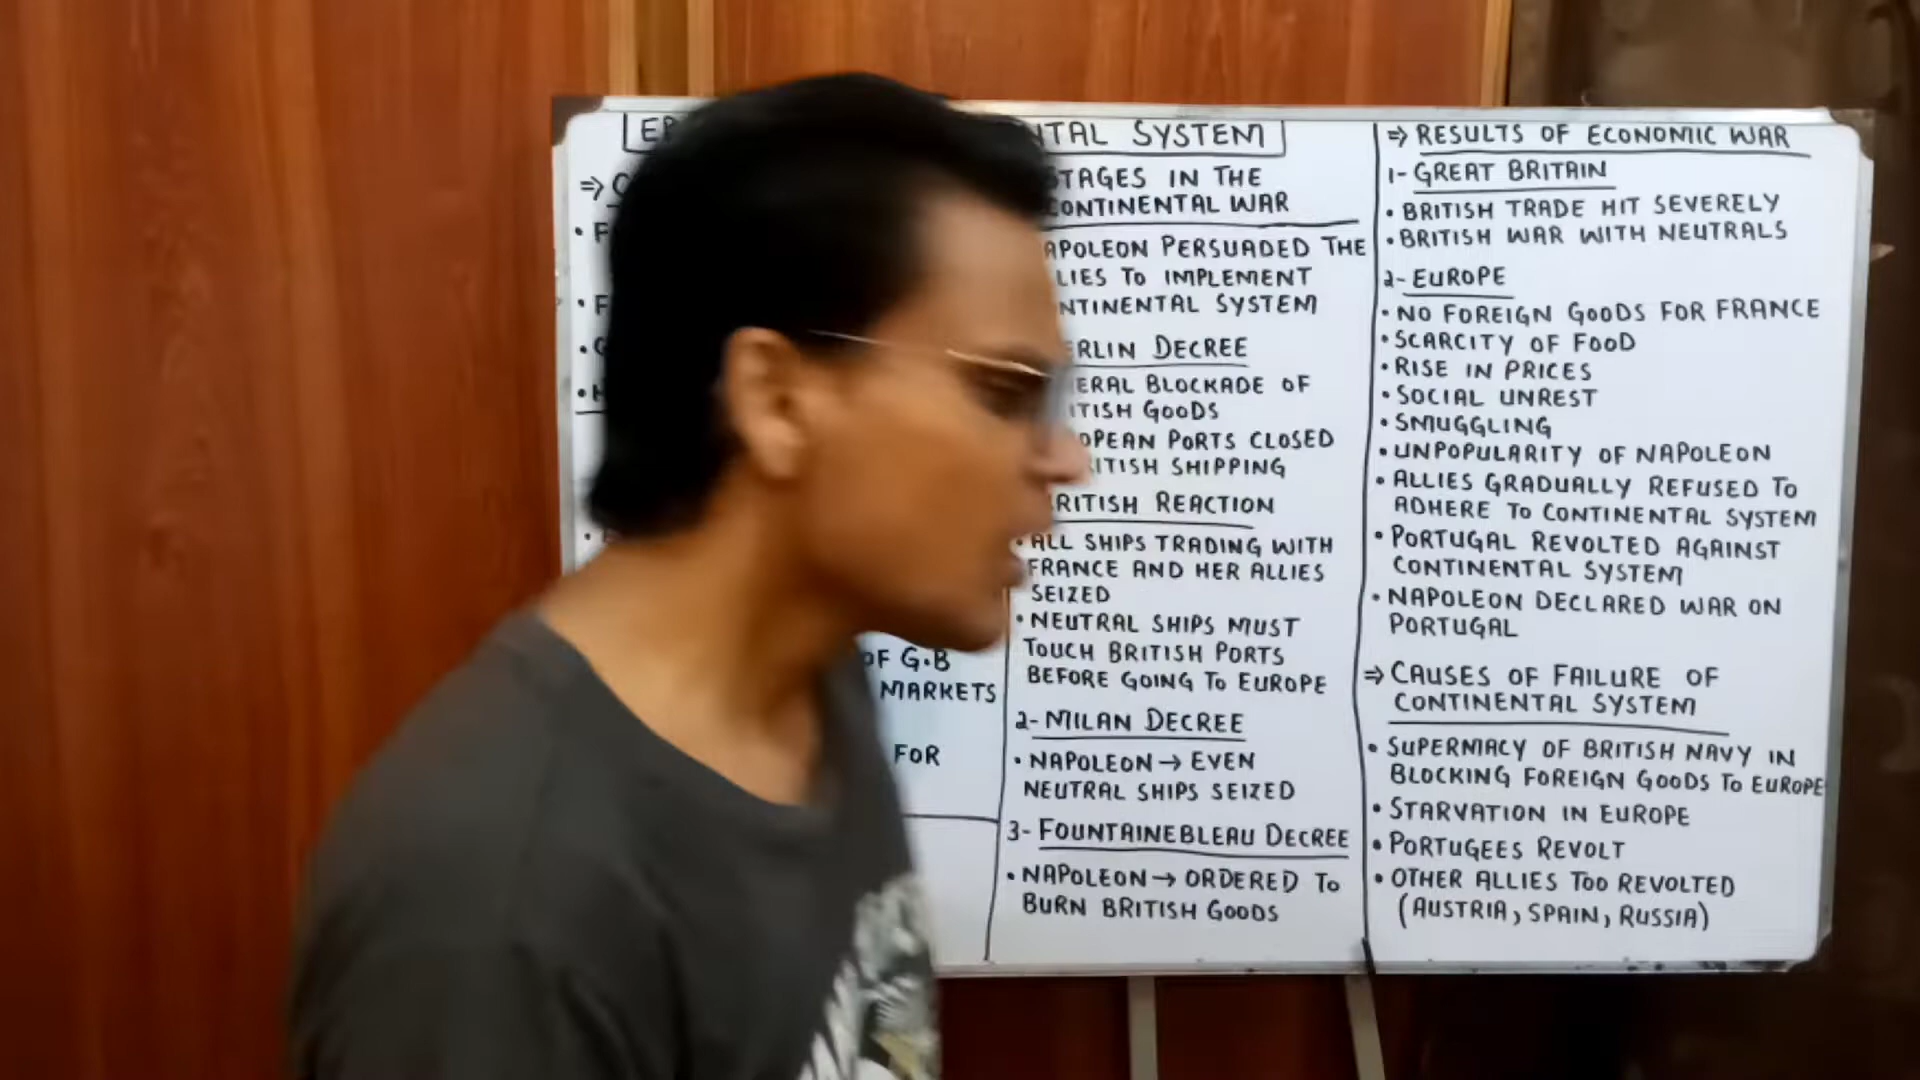 NTAL SYSTEM
STAGES IN THE
CONTINENTAL WAR
PERSUADED THE
TO IMPLEMENT
SYSTEM
DECREE
BLOCKADE OF
GOODS
PORTS CLOSED
SHIPPING
BRITISH REACTION
• ALL SHIPS TRADING WITH
FRANCE AND HER ALLIES
SEIZED
• NEUTRAL SHIPS MUST
TOUCH BRITISH PORTS
BEFORE GOING TO EUROPE
2- MILAN DECREE
• NAPOLEON → EVEN
NEUTRAL SHIPS SEIZED
3- FOUNTAINEBLEAU DECREE
• NAPOLEON → ORDERED TO
BURN BRITISH GOODS
OF G.B
MARKETS
FOR
⇒ RESULTS OF ECONOMIC WAR
1- GREAT BRITAIN
• BRITISH TRADE HIT SEVERELY
• BRITISH WAR WITH NEUTRALS
2- EUROPE
• NO FOREIGN GOODS FOR FRANCE
• SCARCITY OF FOOD
• RISE IN PRICES
• SOCIAL UNREST
• SMUGGLING
• UNPOPULARITY OF NAPOLEON
• ALLIES GRADUALLY REFUSED TO
ADHERE TO CONTINENTAL SYSTEM
• PORTUGAL REVOLTED AGAINST
CONTINENTAL SYSTEM
• NAPOLEON DECLARED WAR ON
PORTUGAL
⇒ CAUSES OF FAILURE OF
CONTINENTAL SYSTEM
• SUPERMACY OF BRITISH NAVY IN
BLOCKING FOREIGN GOODS TO EUROPE
• STARVATION IN EUROPE
• PORTUGEES REVOLT
• OTHER ALLIES TOO REVOLTED
(AUSTRIA, SPAIN, RUSSIA)